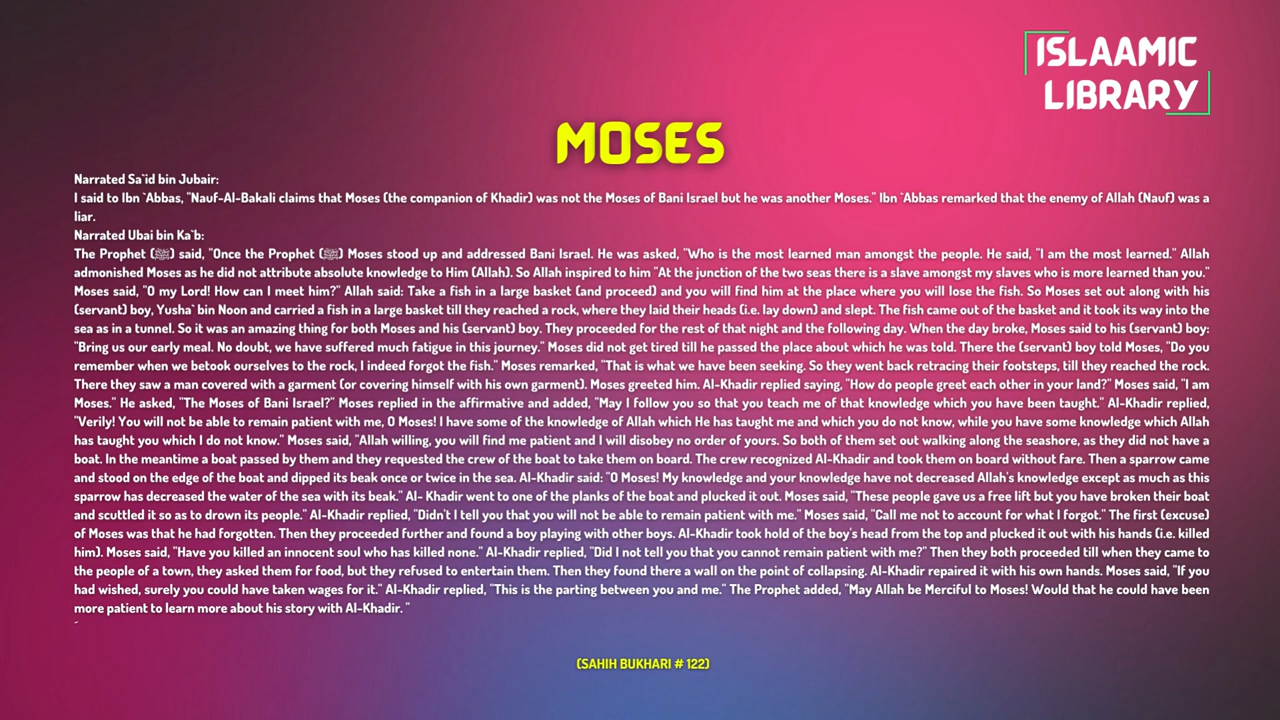 ISLAAMIC
LIBRARY
MOSES
Narrated Sa`id bin Jubair:
I said to Ibn `Abbas, "Nauf-Al-Bakali claims that Moses (the companion of Khadir) was not the Moses of Bani Israel but he was another Moses." Ibn `Abbas remarked that the enemy of Allah (Nauf) was a
liar.
Narrated Ubai bin Ka`b:
The Prophet (ﷺ) said, "Once the Prophet (ﷺ) Moses stood up and addressed Bani Israel. He was asked, "Who is the most learned man amongst the people. He said, "I am the most learned." Allah
admonished Moses as he did not attribute absolute knowledge to Him (Allah). So Allah inspired to him "At the junction of the two seas there is a slave amongst my slaves who is more learned than you."
Moses said, "O my Lord! How can I meet him?" Allah said: Take a fish in a large basket (and proceed) and you will find him at the place where you will lose the fish. So Moses set out along with his
(servant) boy, Yusha` bin Noon and carried a fish in a large basket till they reached a rock, where they laid their heads (i.e. lay down) and slept. The fish came out of the basket and it took its way into the
sea as in a tunnel. So it was an amazing thing for both Moses and his (servant) boy. They proceeded for the rest of that night and the following day. When the day broke, Moses said to his (servant) boy:
"Bring us our early meal. No doubt, we have suffered much fatigue in this journey." Moses did not get tired till he passed the place about which he was told. There the (servant) boy told Moses, "Do you
remember when we betook ourselves to the rock, I indeed forgot the fish." Moses remarked, "That is what we have been seeking. So they went back retracing their footsteps, till they reached the rock.
There they saw a man covered with a garment (or covering himself with his own garment). Moses greeted him. Al-Khadir replied saying, "How do people greet each other in your land?" Moses said, "I am
Moses." He asked, "The Moses of Bani Israel?" Moses replied in the affirmative and added, "May I follow you so that you teach me of that knowledge which you have been taught." Al-Khadir replied,
"Verily! You will not be able to remain patient with me, O Moses! I have some of the knowledge of Allah which He has taught me and which you do not know, while you have some knowledge which Allah
has taught you which I do not know." Moses said, "Allah willing, you will find me patient and I will disobey no order of yours. So both of them set out walking along the seashore, as they did not have a
boat. In the meantime a boat passed by them and they requested the crew of the boat to take them on board. The crew recognized Al-Khadir and took them on board without fare. Then a sparrow came
and stood on the edge of the boat and dipped its beak once or twice in the sea. Al-Khadir said: "O Moses! My knowledge and your knowledge have not decreased Allah's knowledge except as much as this
sparrow has decreased the water of the sea with its beak." Al- Khadir went to one of the planks of the boat and plucked it out. Moses said, "These people gave us a free lift but you have broken their boat
and scuttled it so as to drown its people." Al-Khadir replied, "Didn't I tell you that you will not be able to remain patient with me." Moses said, "Call me not to account for what I forgot." The first (excuse)
of Moses was that he had forgotten. Then they proceeded further and found a boy playing with other boys. Al-Khadir took hold of the boy's head from the top and plucked it out with his hands (i.e. killed
him). Moses said, "Have you killed an innocent soul who has killed none." Al-Khadir replied, "Did I not tell you that you cannot remain patient with me?" Then they both proceeded till when they came to
the people of a town, they asked them for food, but they refused to entertain them. Then they found there a wall on the point of collapsing. Al-Khadir repaired it with his own hands. Moses said, "If you
had wished, surely you could have taken wages for it." Al-Khadir replied, "This is the parting between you and me." The Prophet added, "May Allah be Merciful to Moses! Would that he could have been
more patient to learn more about his story with Al-Khadir. "
(SAHIH BUKHARI # 122)